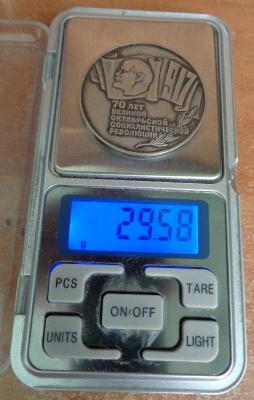 1917
70 ЛЕТ
ВЕЛИКОЙ
ОКТЯБРЬСКОЙ
СОЦИАЛИСТИЧЕСКОЙ
РЕВОЛЮЦИИ
29.58
g
PCS
TARE
ON/OFF
UNITS
LIGHT